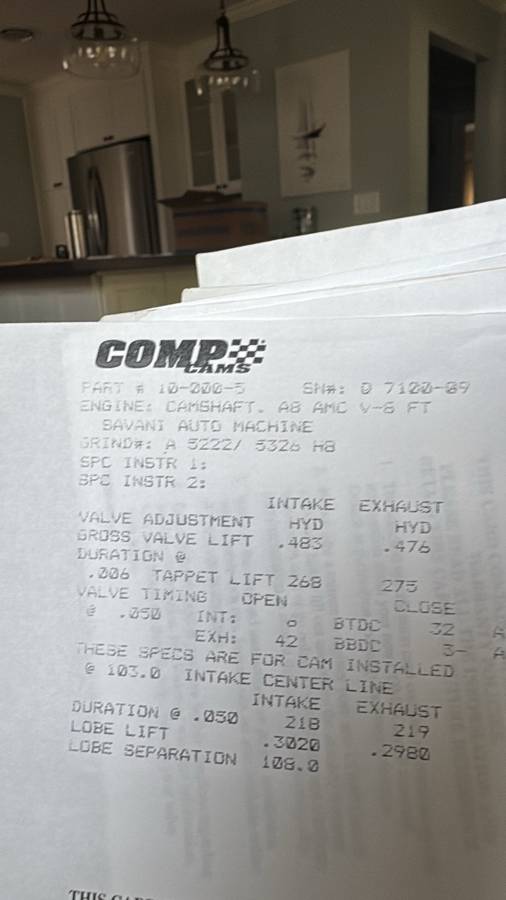 COMP
CAMS
PART # 10-000-5 SN#: D 7120-09
ENGINE: CAMSHAFT. A8 AMC V-8 FT
SAVANI AUTO MACHINE
GRIND#: A 5222/ 5326 H8
SPC INSTR 1:
SPC INSTR 2:
INTAKE EXHAUST
VALVE ADJUSTMENT HYD HYD
GROSS VALVE LIFT .483 .476
DURATION @
.006 TAPPET LIFT 268 275
VALVE TIMING OPEN CLOSE
@ .050 INT: 6 BTDC 32 A
EXH: 42 BBDC 3- A
THESE SPECS ARE FOR CAM INSTALLED
@ 103.0 INTAKE CENTER LINE
INTAKE EXHAUST
DURATION @ .050 218 219
LOBE LIFT .3020 .2980
LOBE SEPARATION 108.0